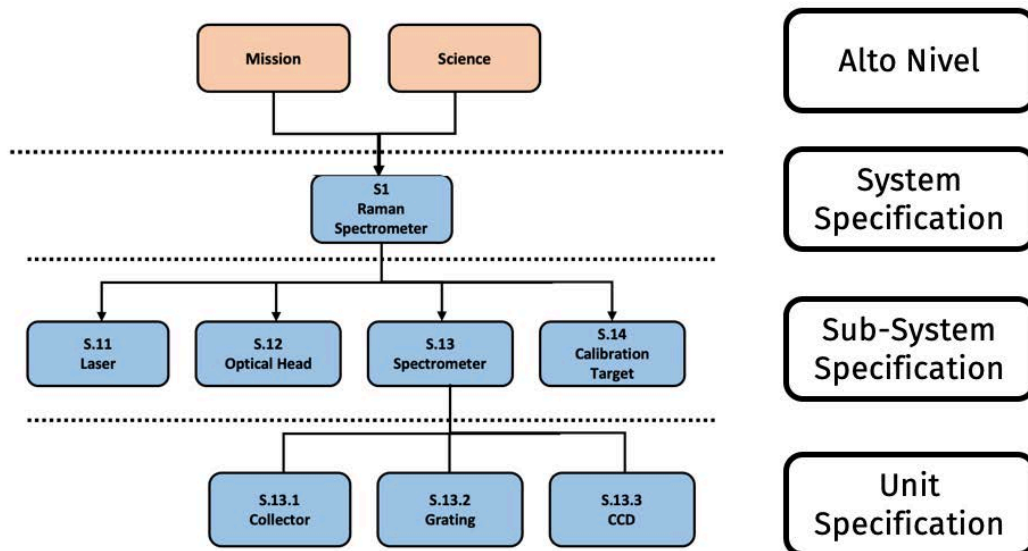 Mission
Science
Alto Nivel
S1
Raman
Spectrometer
System
Specification
S.11
Laser
S.12
Optical Head
S.13
Spectrometer
S.14
Calibration
Target
Sub-System
Specification
S.13.1
Collector
S.13.2
Grating
S.13.3
CCD
Unit
Specification